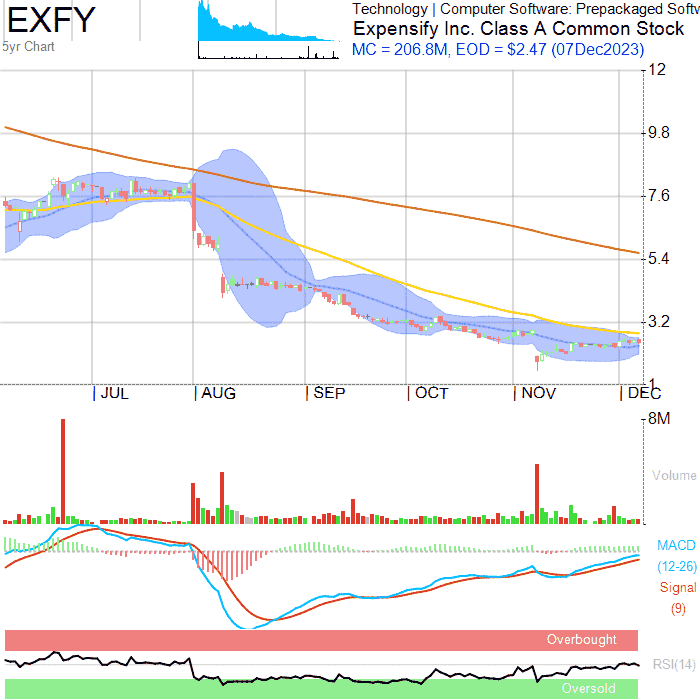 EXFY
5yr Chart
Technology | Computer Software: Prepackaged Softw
Expensify Inc. Class A Common Stock
MC = 206.8M, EOD = $2.47 (07Dec2023)
12
9.8
7.6
5.4
3.2
1
JUL AUG SEP OCT NOV DEC
8M
Volume
MACD
(12-26)
Signal
(9)
Overbought
RSI(14)
Oversold